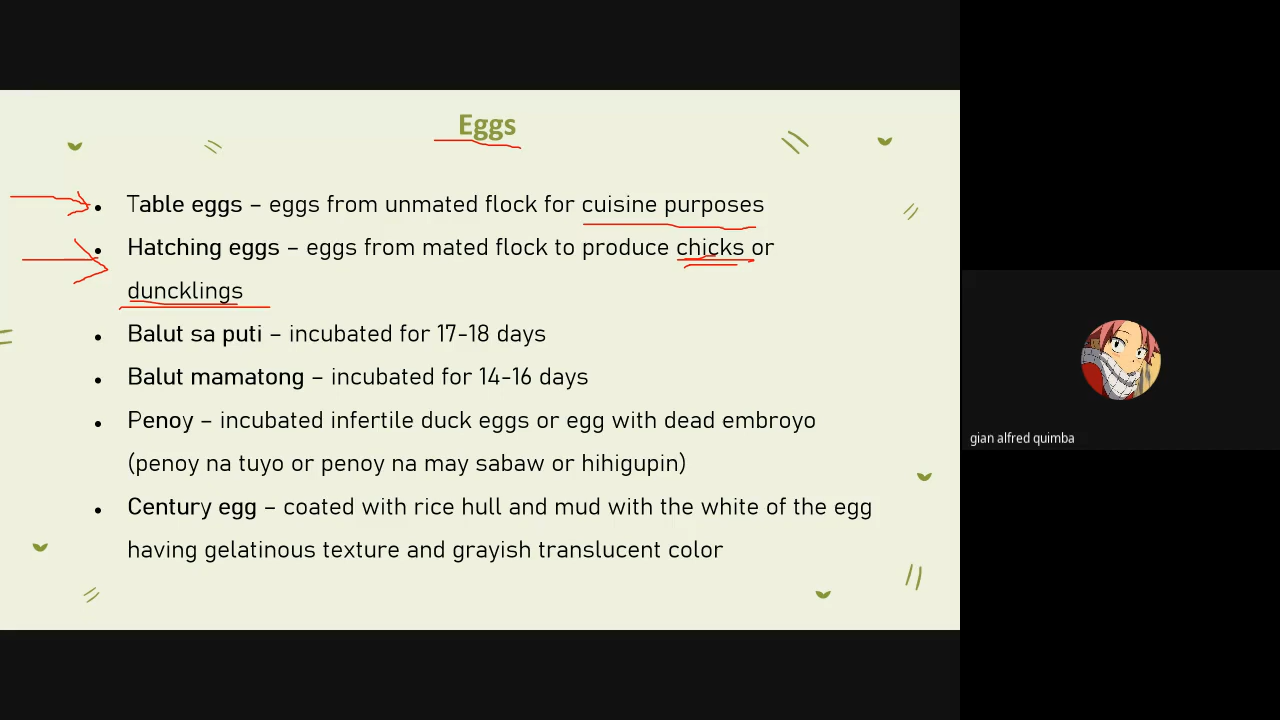 Eggs
• Table eggs – eggs from unmated flock for cuisine purposes
• Hatching eggs – eggs from mated flock to produce chicks or
duncklings
• Balut sa puti – incubated for 17-18 days
• Balut mamatong – incubated for 14-16 days
• Penoy – incubated infertile duck eggs or egg with dead embroyo
(penoy na tuyo or penoy na may sabaw or hihigupin)
• Century egg – coated with rice hull and mud with the white of the egg
having gelatinous texture and grayish translucent color
gian alfred quimba